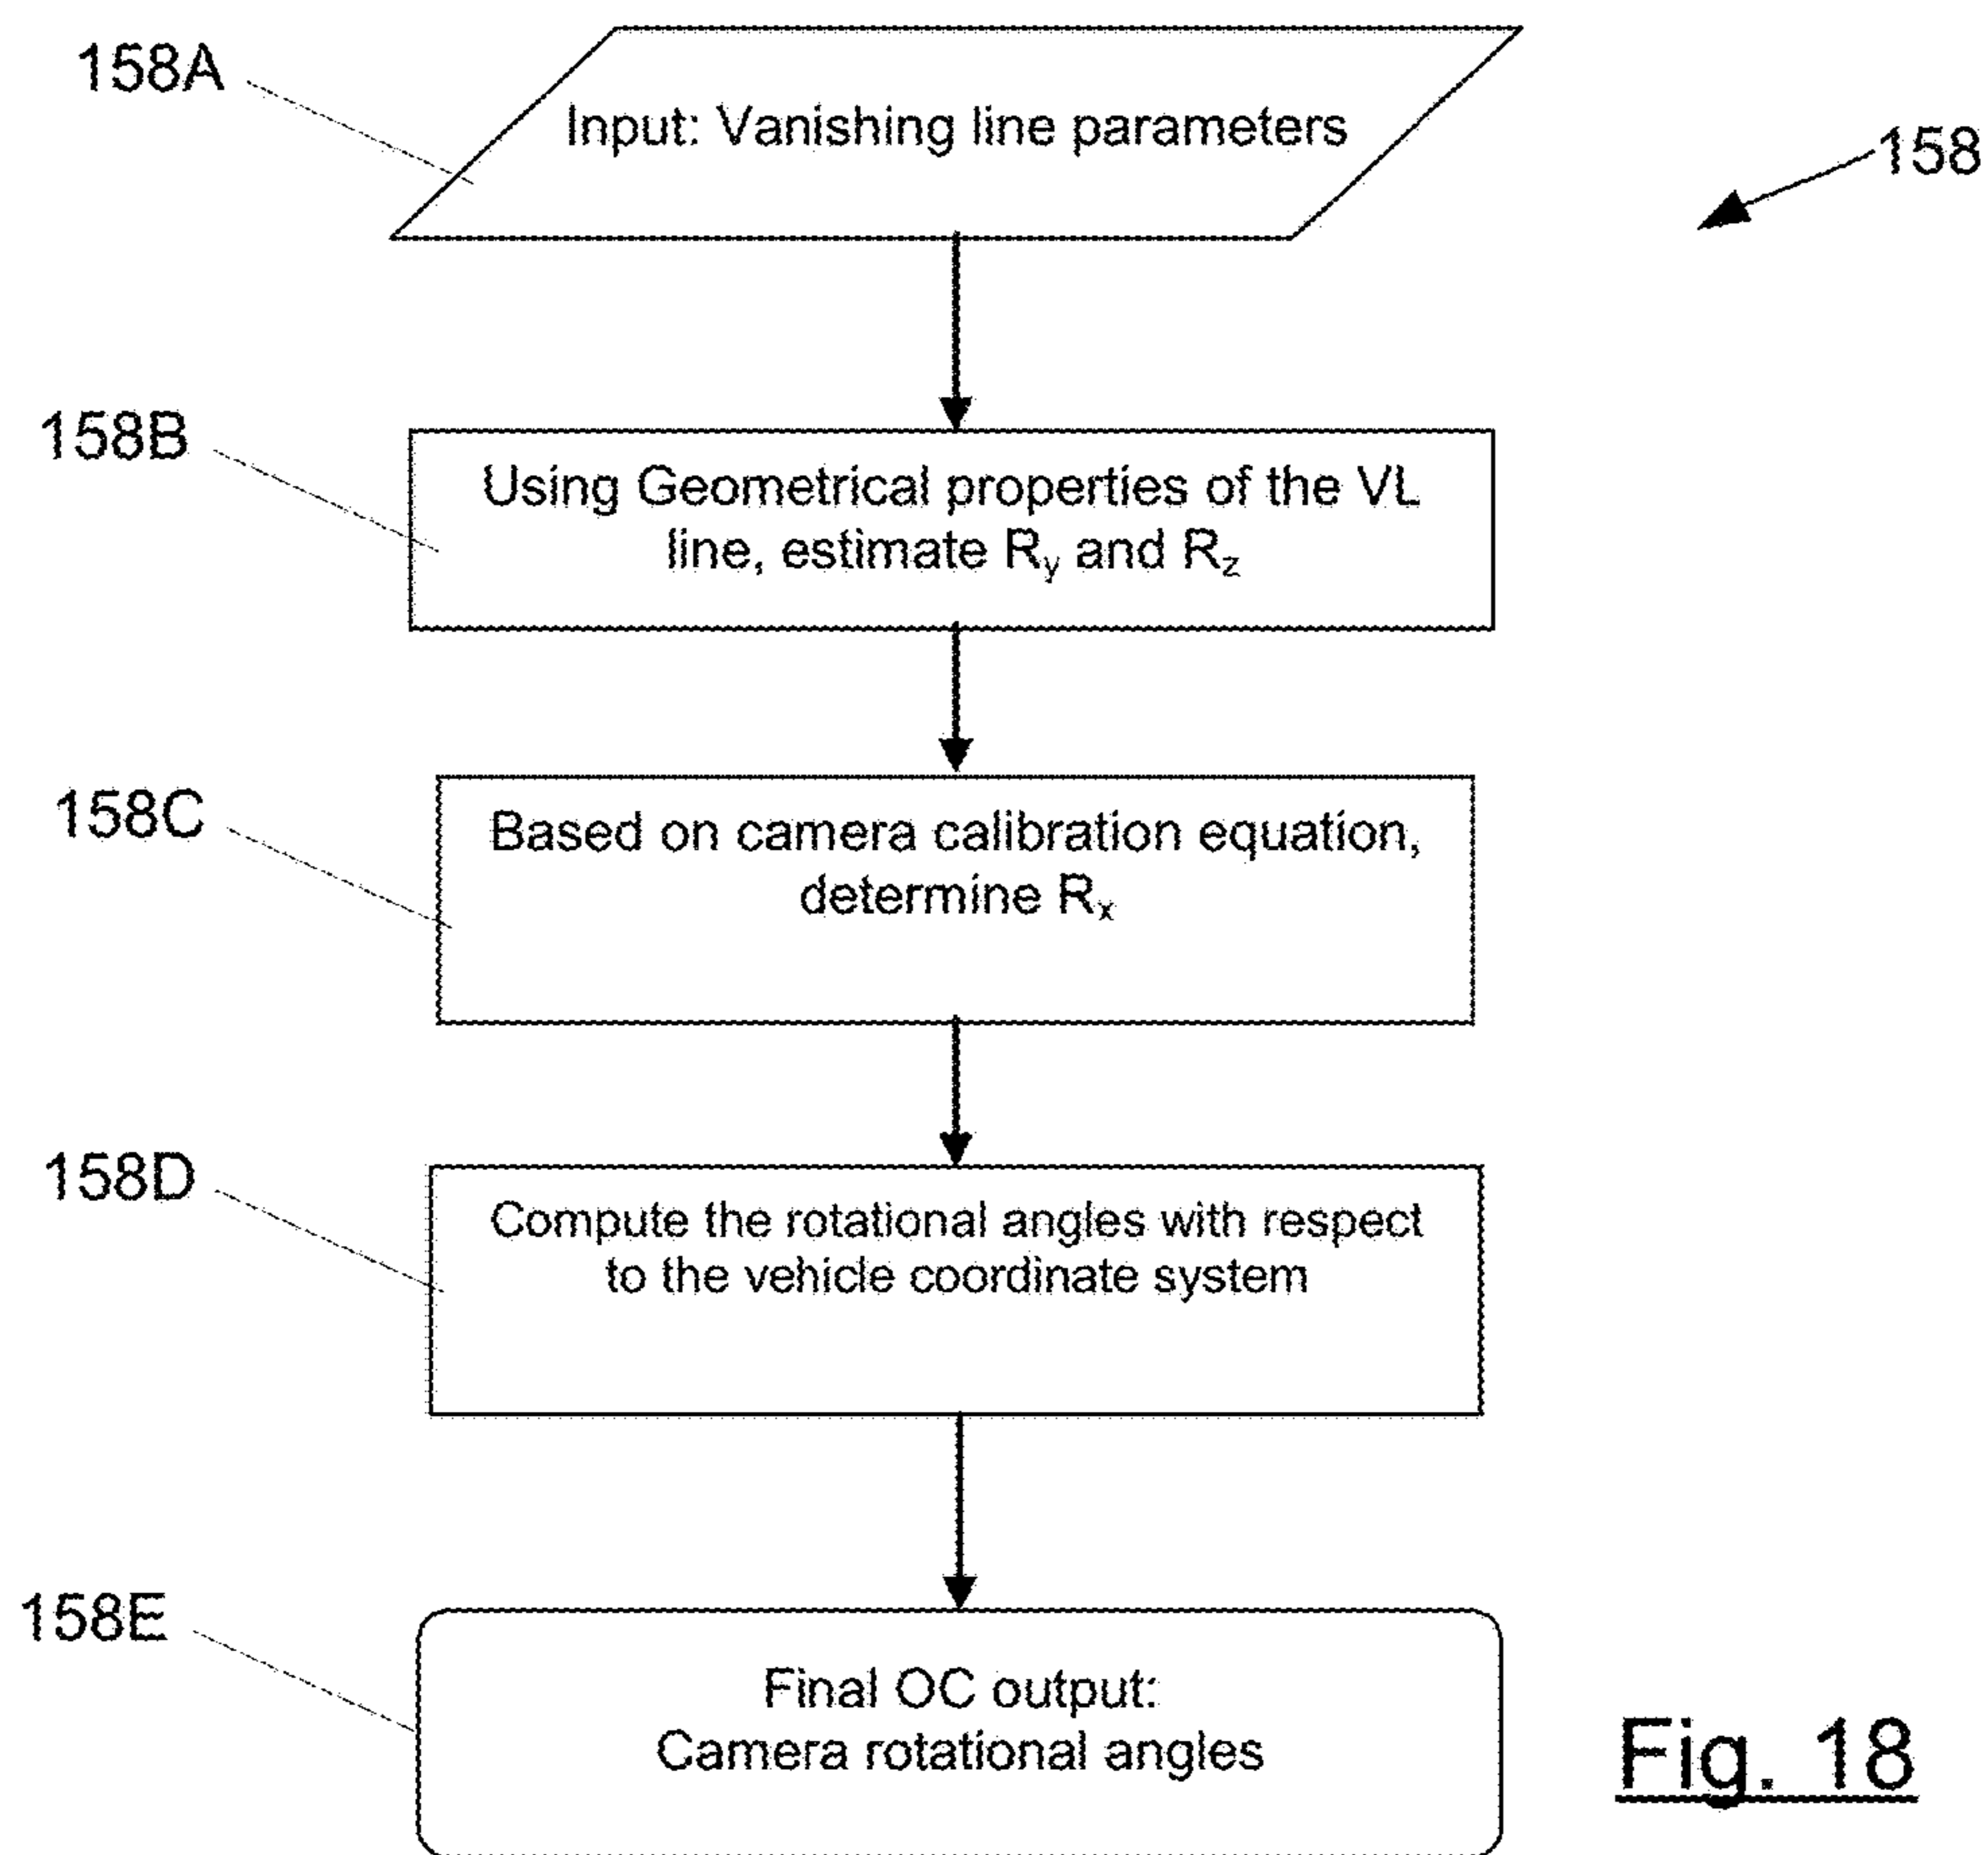 158A
Input: Vanishing line parameters
158
158B
Using Geometrical properties of the VL
line, estimate Ry and Rz
158C
Based on camera calibration equation,
determine Rx
158D
Compute the rotational angles with respect
to the vehicle coordinate system
158E
Final OC output:
Camera rotational angles
Fig. 18